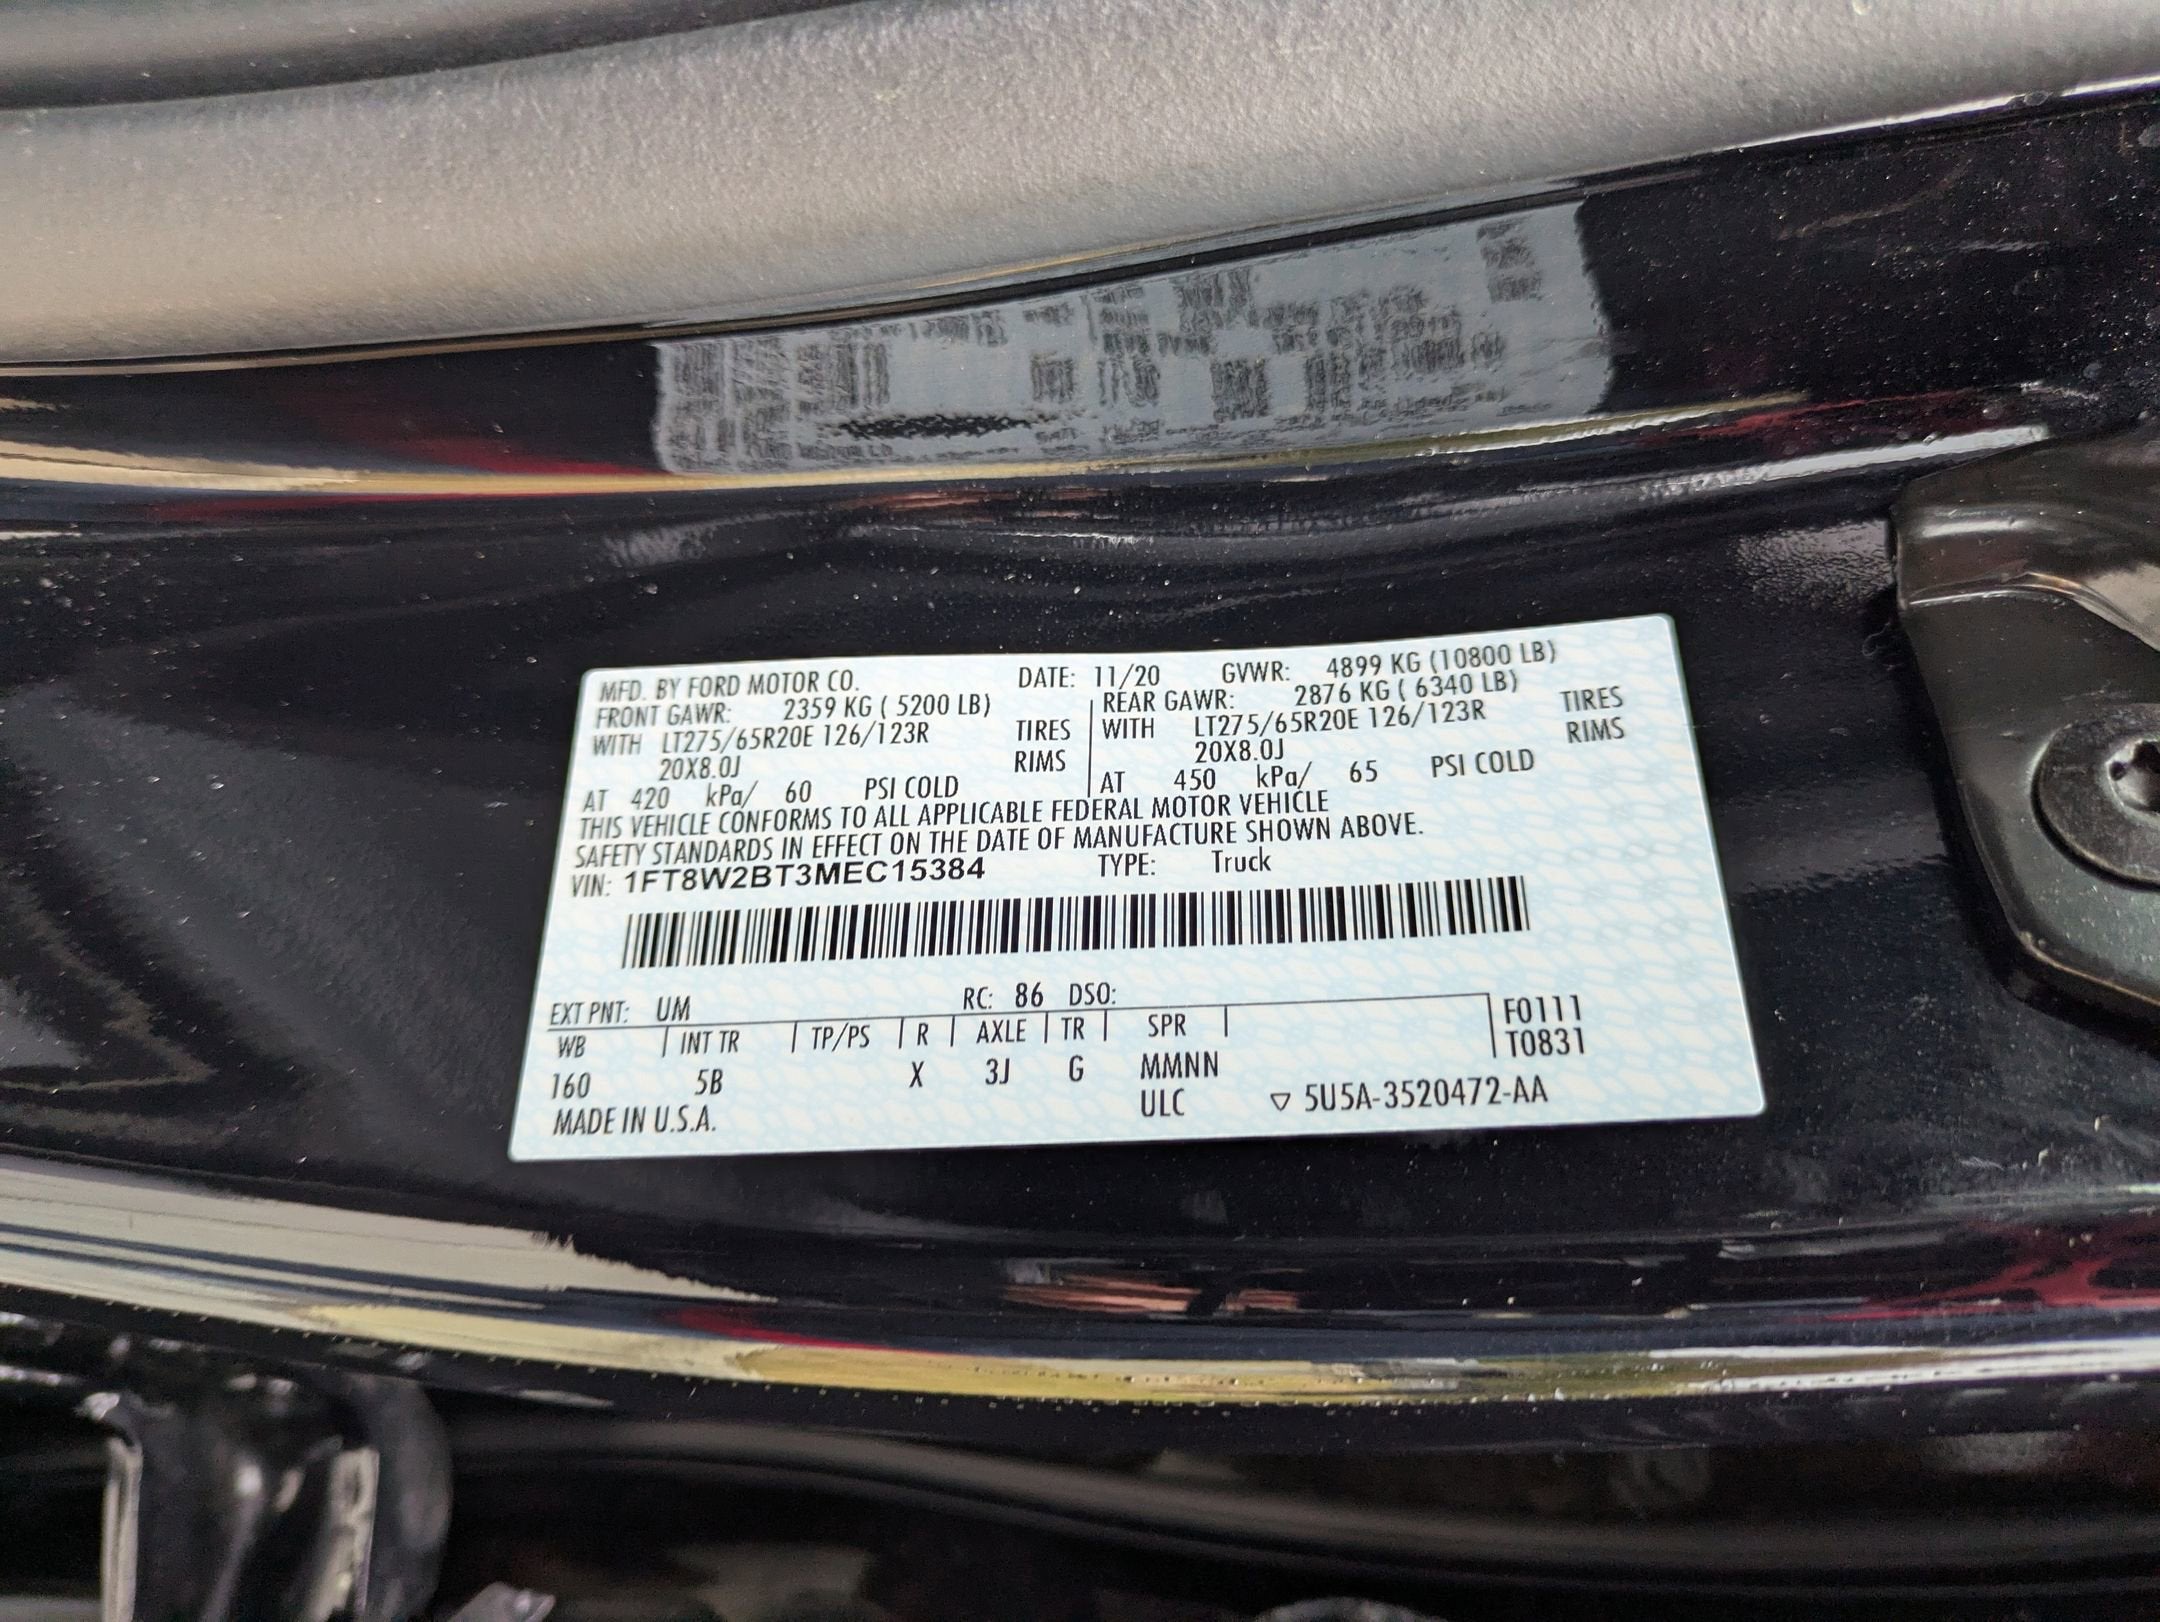 MFD. BY FORD MOTOR CO. DATE: 11/20 GVWR: 4899 KG (10800 LB)
FRONT GAWR: 2359 KG ( 5200 LB) REAR GAWR: 2876 KG ( 6340 LB)
WITH LT275/65R20E 126/123R TIRES WITH LT275/65R20E 126/123R TIRES
20X8.0J RIMS 20X8.0J RIMS
AT 420 kPa/ 60 PSI COLD AT 450 kPa/ 65 PSI COLD
THIS VEHICLE CONFORMS TO ALL APPLICABLE FEDERAL MOTOR VEHICLE
SAFETY STANDARDS IN EFFECT ON THE DATE OF MANUFACTURE SHOWN ABOVE.
VIN: 1FT8W2BT3MEC15384 TYPE: Truck
EXT PNT: UM RC: 86 DSO:
WB INT TR TP/PS R AXLE TR SPR F0111
T0831
160 5B X 3J G MMNN
MADE IN U.S.A. ULC ▽ 5U5A-3520472-AA